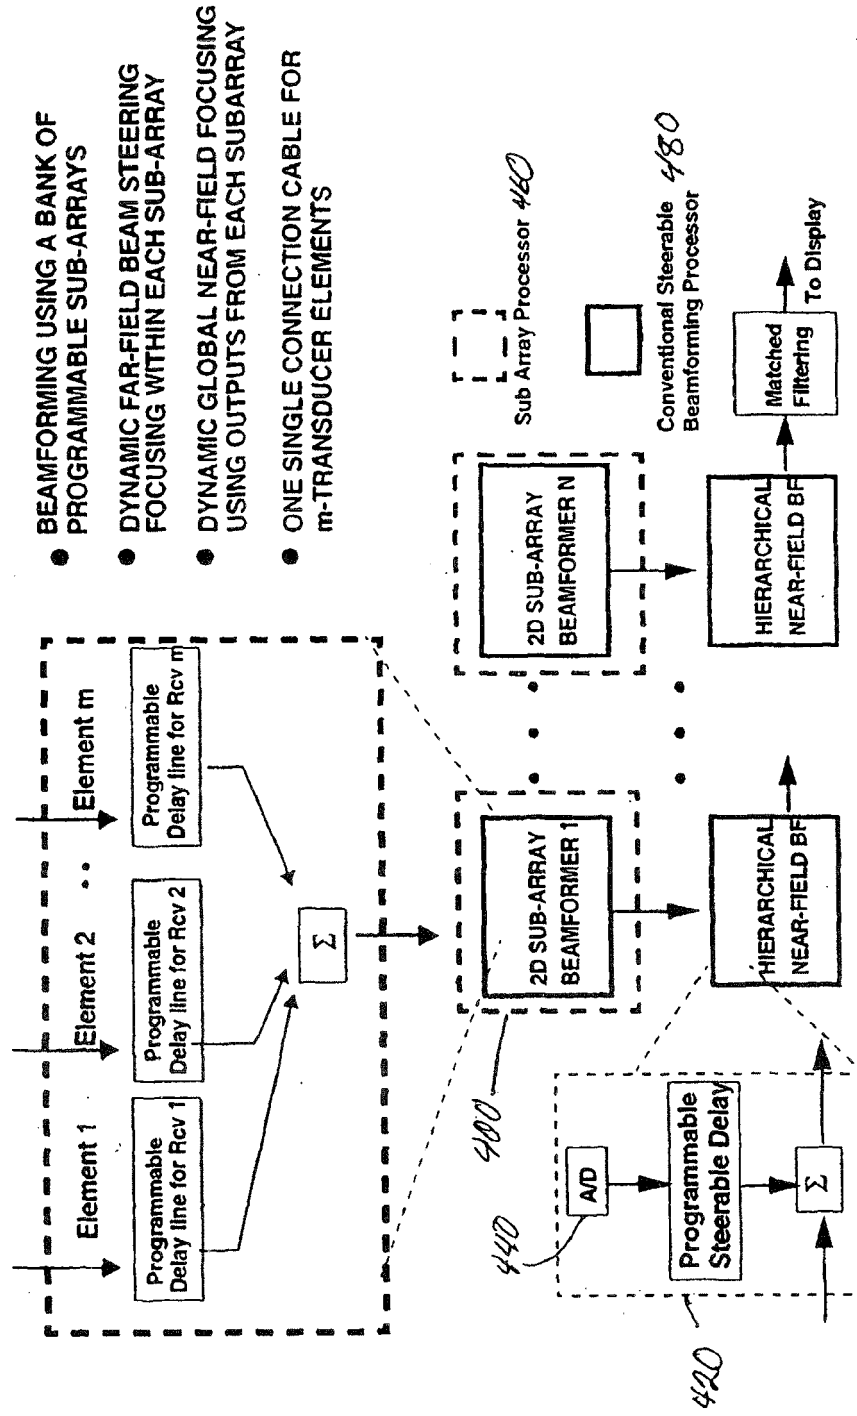 Element 1
Element 2
. .
Element m
Programmable
Delay line for Rcv 1
Programmable
Delay line for Rcv 2
Programmable
Delay line for Rcv m
Σ
● BEAMFORMING USING A BANK OF
PROGRAMMABLE SUB-ARRAYS
● DYNAMIC FAR-FIELD BEAM STEERING
FOCUSING WITHIN EACH SUB-ARRAY
● DYNAMIC GLOBAL NEAR-FIELD FOCUSING
USING OUTPUTS FROM EACH SUBARRAY
● ONE SINGLE CONNECTION CABLE FOR
m-TRANSDUCER ELEMENTS
400
2D SUB-ARRAY
BEAMFORMER 1
2D SUB-ARRAY
BEAMFORMER N
Sub Array Processor 460
Conventional Steerable 480
Beamforming Processor
440
A/D
Programmable
Steerable Delay
Σ
420
HIERARCHICAL
NEAR-FIELD BF
HIERARCHICAL
NEAR-FIELD BF
Matched
Filtering
To Display